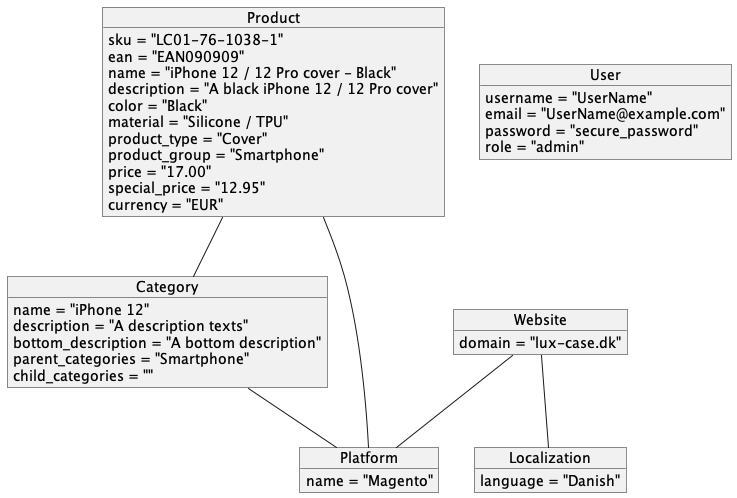 Product
sku = "LC01-76-1038-1"
ean = "EAN090909"
name = "iPhone 12 / 12 Pro cover - Black"
description = "A black iPhone 12 / 12 Pro cover"
color = "Black"
material = "Silicone / TPU"
product_type = "Cover"
product_group = "Smartphone"
price = "17.00"
special_price = "12.95"
currency = "EUR"
User
username = "UserName"
email = "UserName@example.com"
password = "secure_password"
role = "admin"
Category
name = "iPhone 12"
description = "A description texts"
bottom_description = "A bottom description"
parent_categories = "Smartphone"
child_categories = ""
Website
domain = "lux-case.dk"
Platform
name = "Magento"
Localization
language = "Danish"